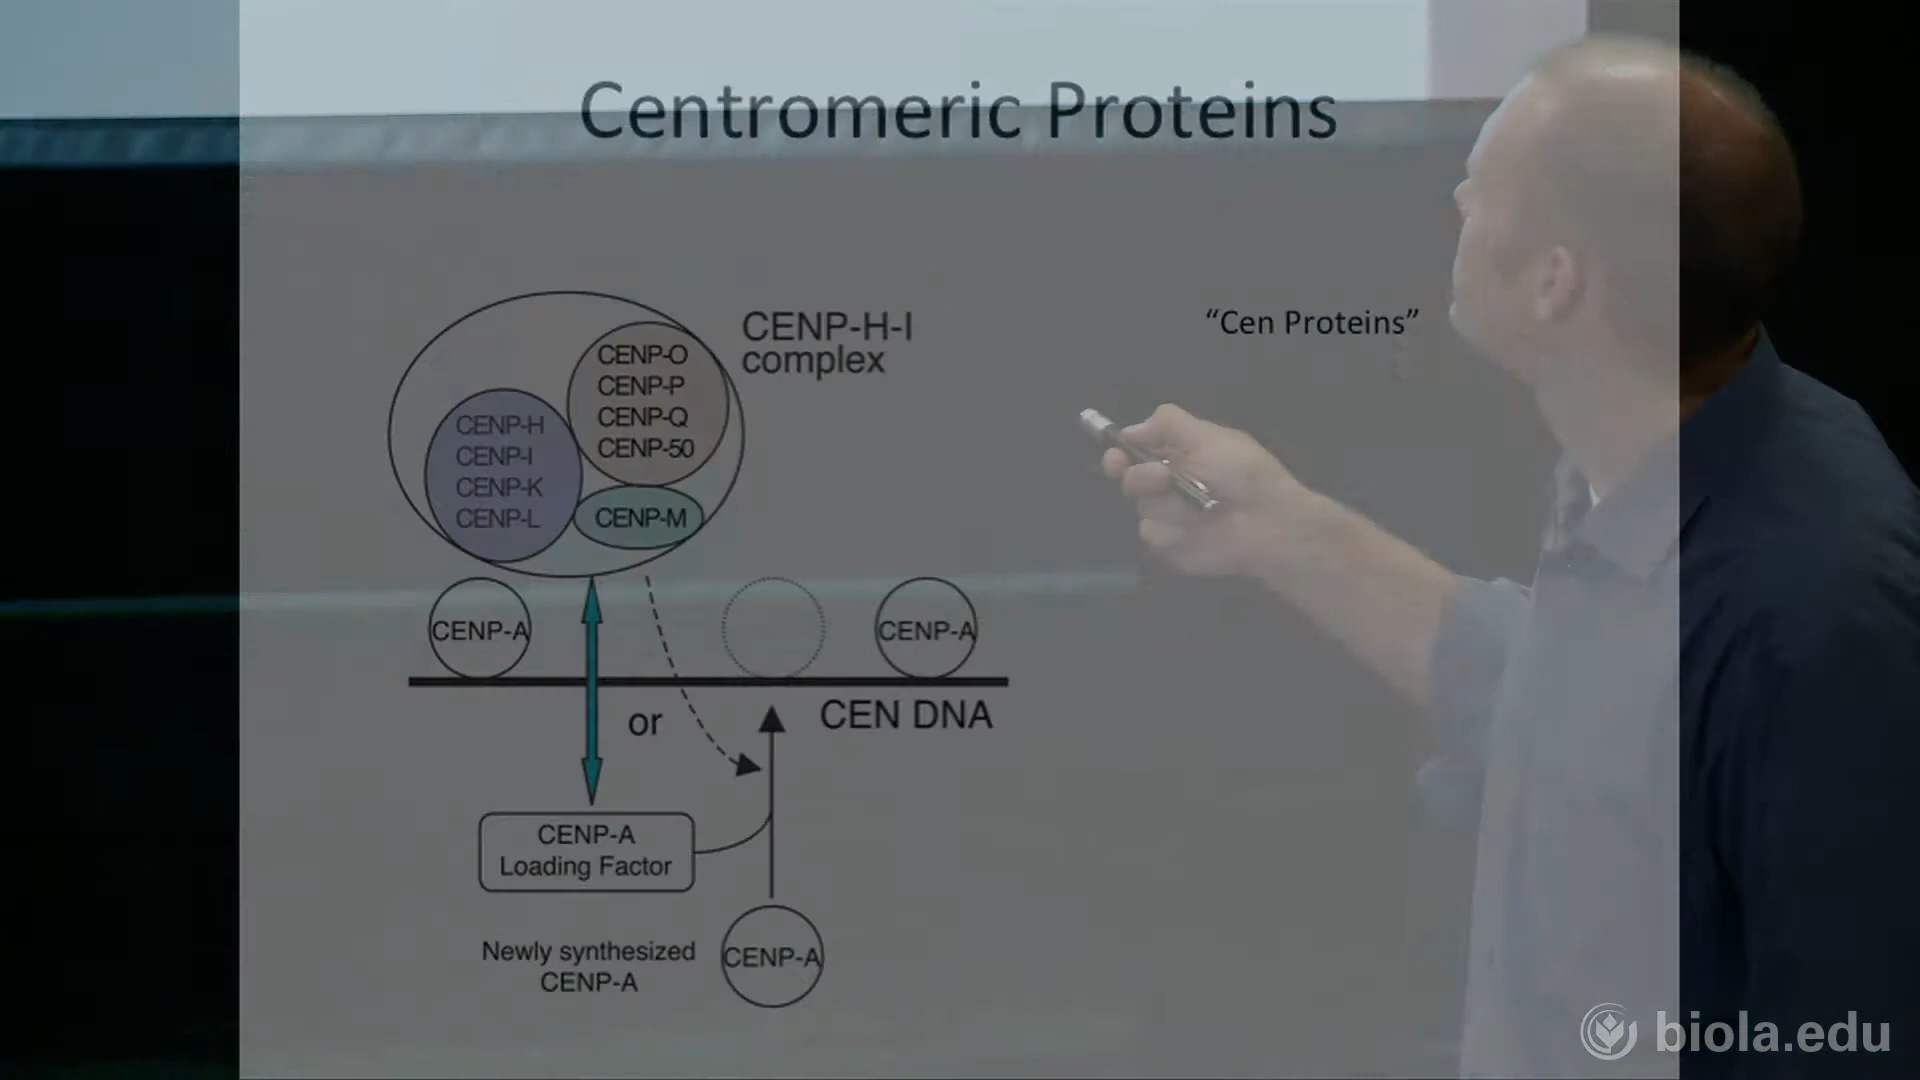 Centromeric Proteins
“Cen Proteins”
CENP-H-I
complex
CENP-O
CENP-P
CENP-Q
CENP-50
CENP-H
CENP-I
CENP-K
CENP-L
CENP-M
CENP-A
CENP-A
or
CEN DNA
CENP-A
Loading Factor
Newly synthesized
CENP-A
CENP-A
biola.edu